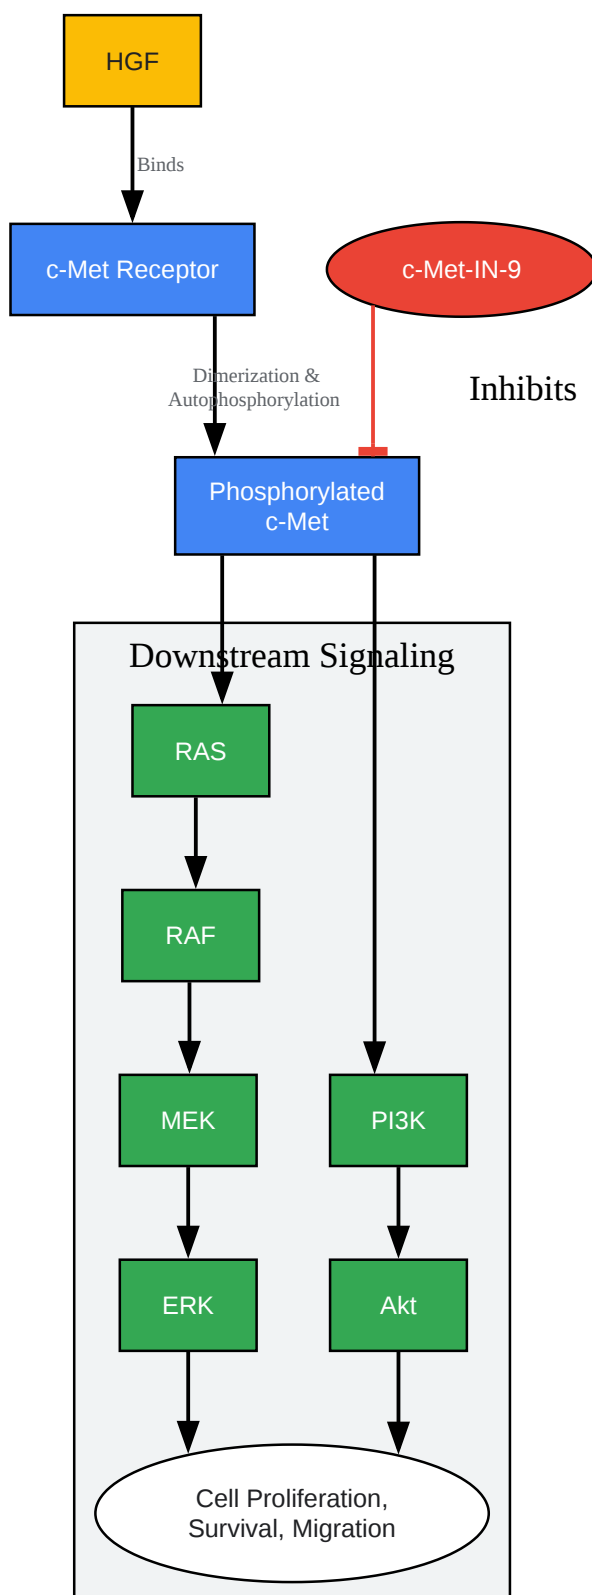 HGF
Binds
c-Met Receptor
c-Met-IN-9
Dimerization &
Autophosphorylation
Inhibits
Phosphorylated
c-Met
Downstream Signaling
RAS
RAF
MEK
PI3K
ERK
Akt
Cell Proliferation,
Survival, Migration